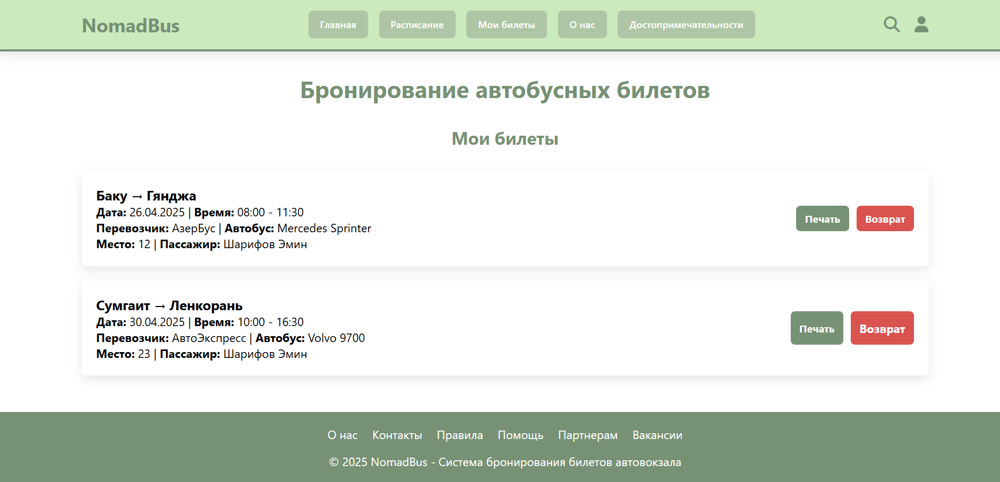 NomadBus
Главная Расписание Мои билеты О нас Достопримечательности
Бронирование автобусных билетов
Мои билеты
Баку → Гянджа
Дата: 26.04.2025 | Время: 08:00 - 11:30
Перевозчик: АзерБус | Автобус: Mercedes Sprinter
Место: 12 | Пассажир: Шарифов Эмин
Печать Возврат
Сумгаит → Ленкорань
Дата: 30.04.2025 | Время: 10:00 - 16:30
Перевозчик: АвтоЭкспресс | Автобус: Volvo 9700
Место: 23 | Пассажир: Шарифов Эмин
Печать Возврат
О нас Контакты Правила Помощь Партнерам Вакансии
© 2025 NomadBus - Система бронирования билетов автовокзала